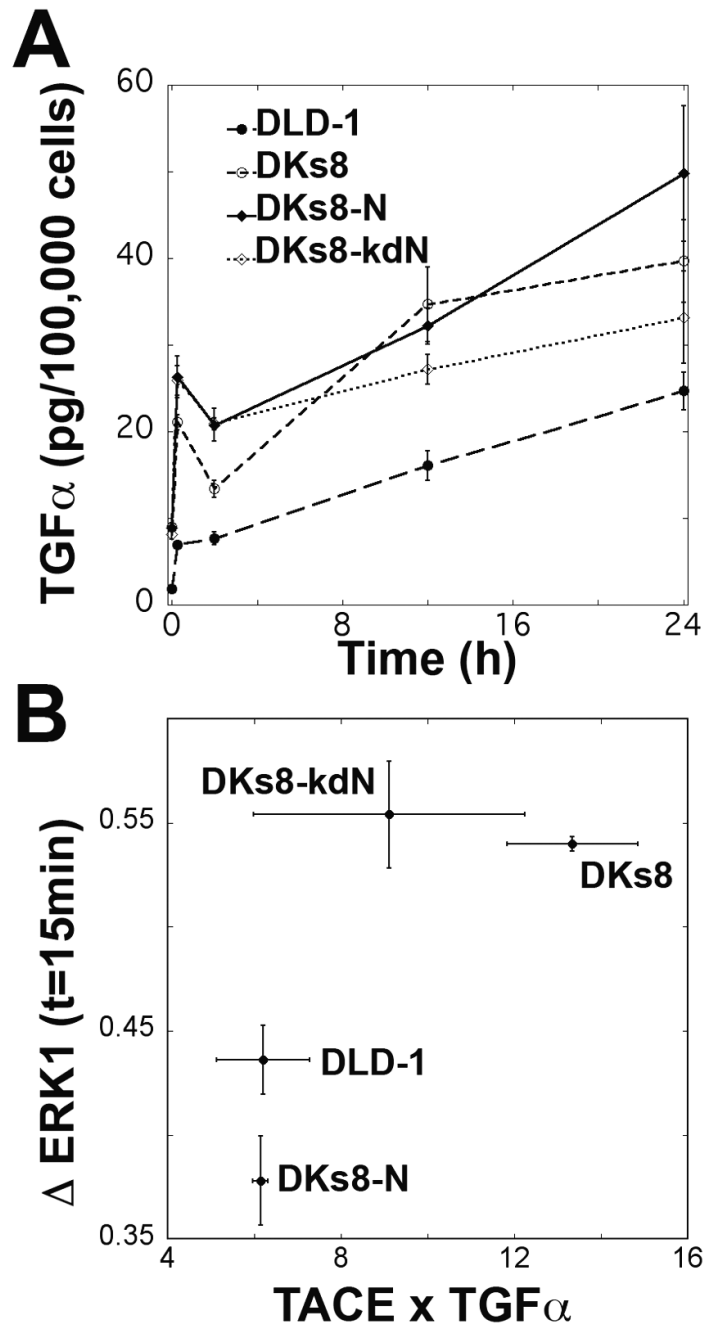 A
TGFα (pg/100,000 cells)
60
40
20
0
DLD-1
DKs8
DKs8-N
DKs8-kdN
0 8 16 24
Time (h)
B
Δ ERK1 (t=15min)
0.55
0.45
0.35
DKs8-kdN
DKs8
DLD-1
DKs8-N
4 8 12 16
TACE x TGFα